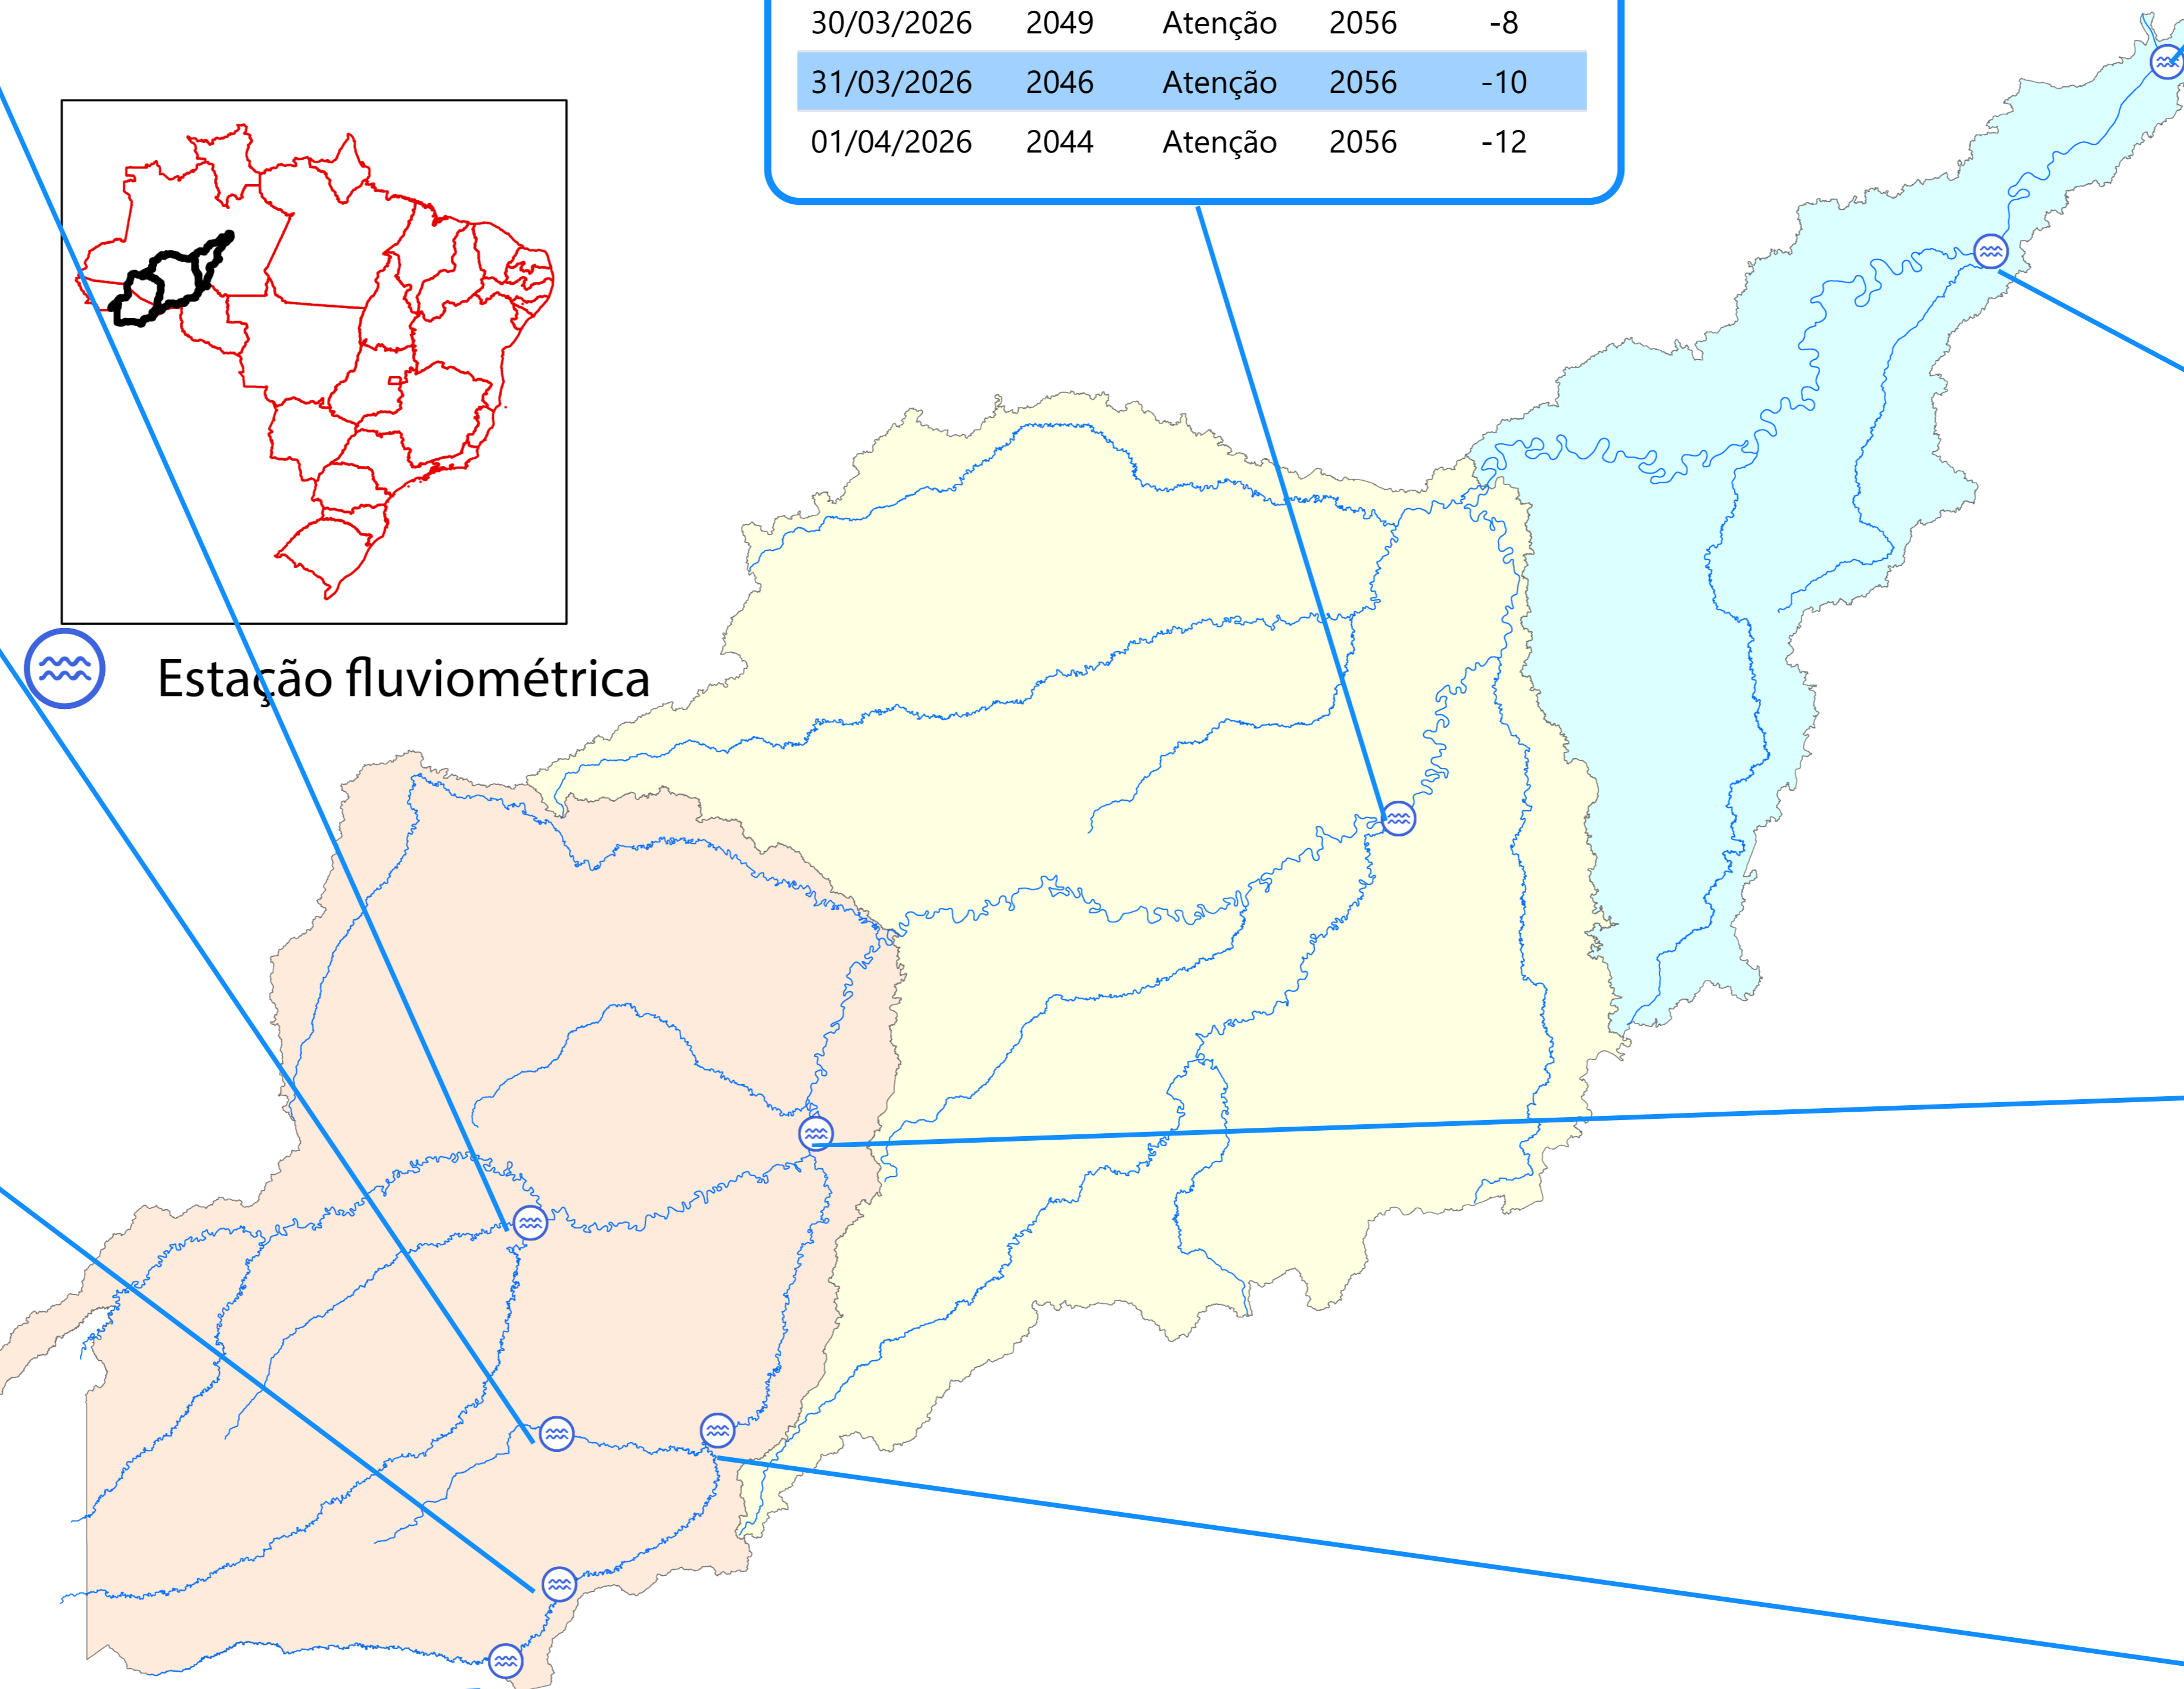 30/03/2026 2049 Atenção 2056 -8
31/03/2026 2046 Atenção 2056 -10
01/04/2026 2044 Atenção 2056 -12
Estação fluviométrica